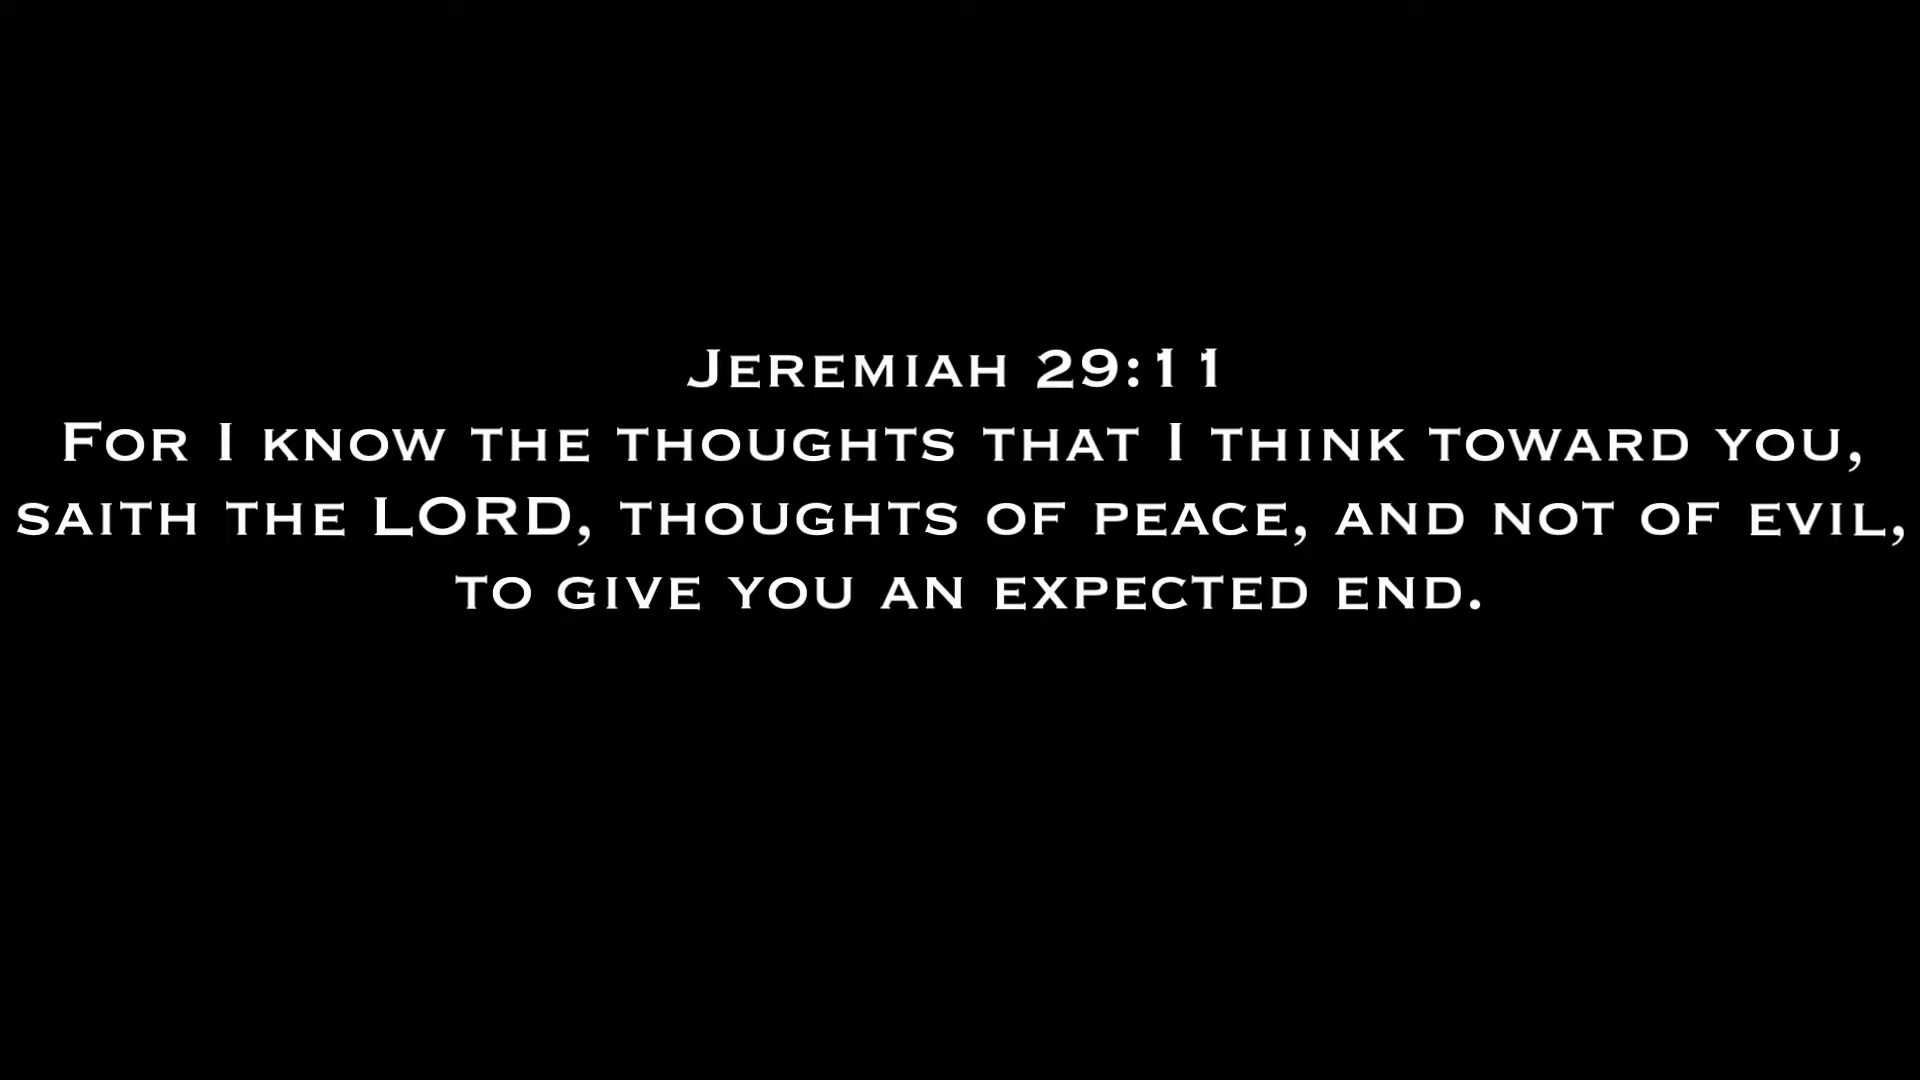 Jeremiah 29:11
For I know the thoughts that I think toward you,
saith the LORD, thoughts of peace, and not of evil,
to give you an expected end.